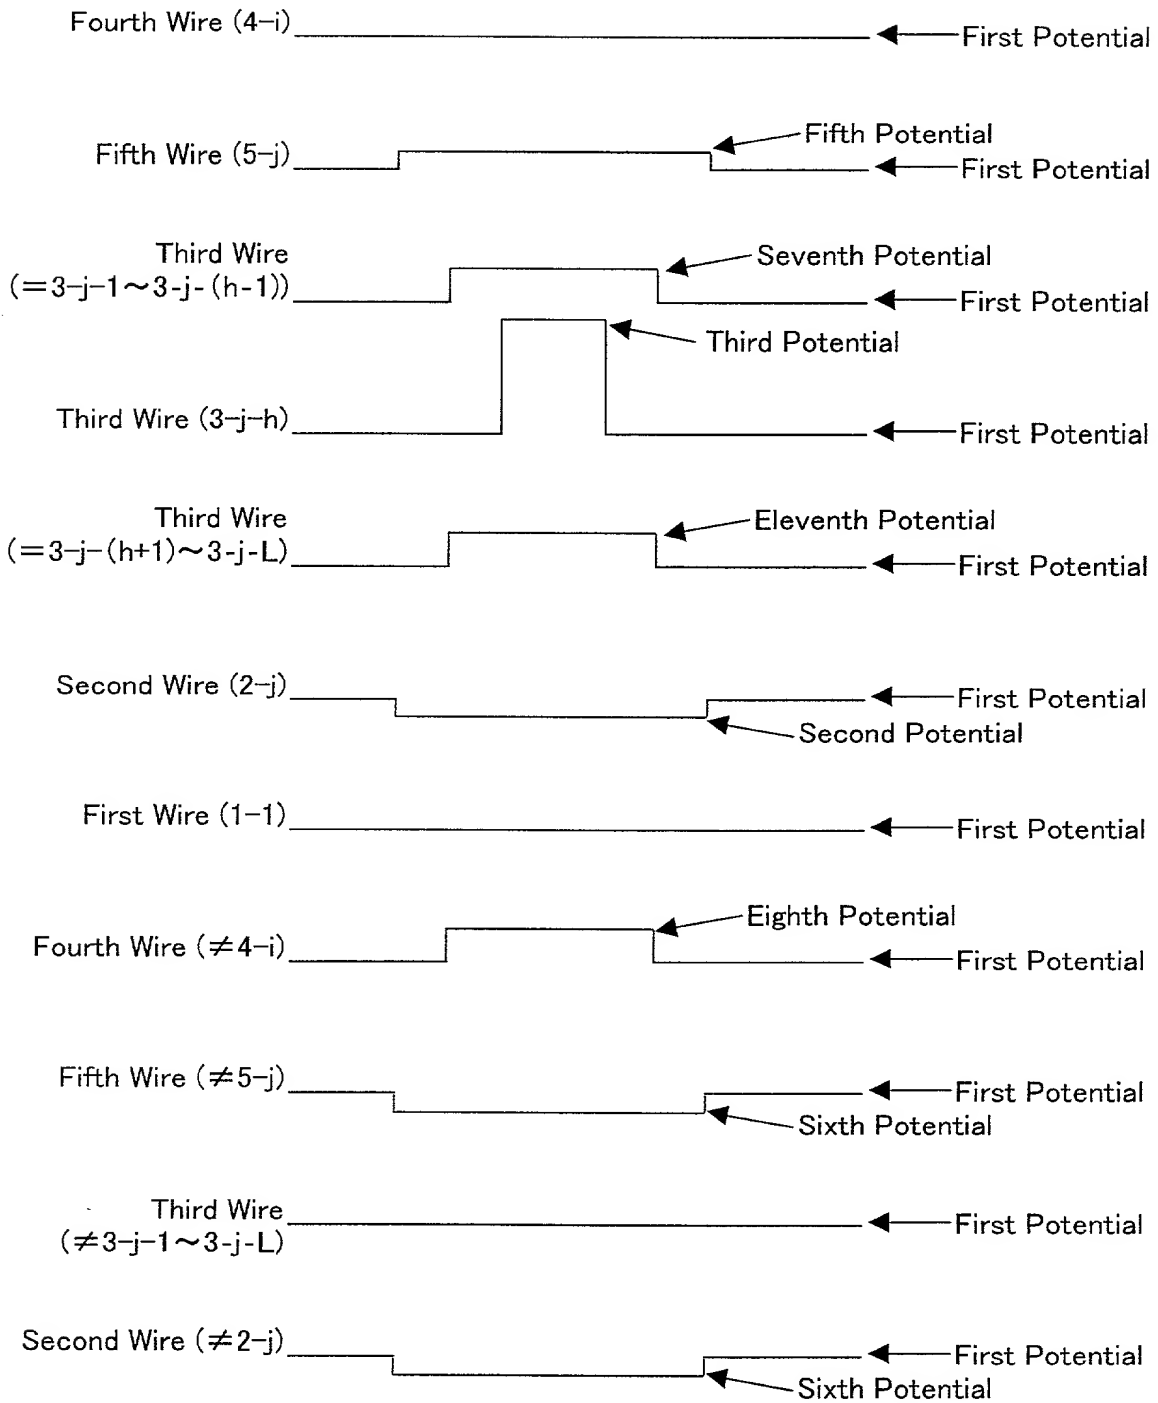 Fourth Wire (4-i)
First Potential
Fifth Potential
Fifth Wire (5-j)
First Potential
Third Wire
(=3-j-1～3-j-(h-1))
Seventh Potential
First Potential
Third Potential
Third Wire (3-j-h)
First Potential
Third Wire
(=3-j-(h+1)～3-j-L)
Eleventh Potential
First Potential
Second Wire (2-j)
First Potential
Second Potential
First Wire (1-1)
First Potential
Eighth Potential
Fourth Wire (≠4-i)
First Potential
Fifth Wire (≠5-j)
First Potential
Sixth Potential
Third Wire
(≠3-j-1～3-j-L)
First Potential
Second Wire (≠2-j)
First Potential
Sixth Potential